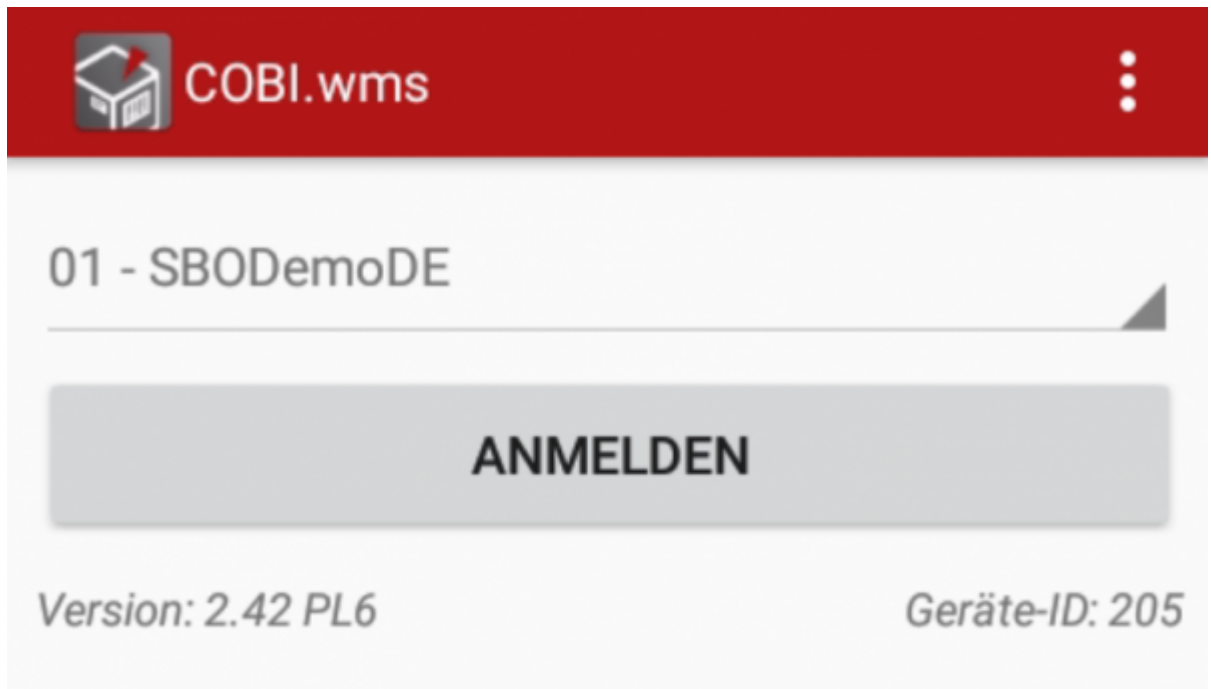 COBI.wms
01 - SBODemoDE
ANMELDEN
Version: 2.42 PL6
Geräte-ID: 205